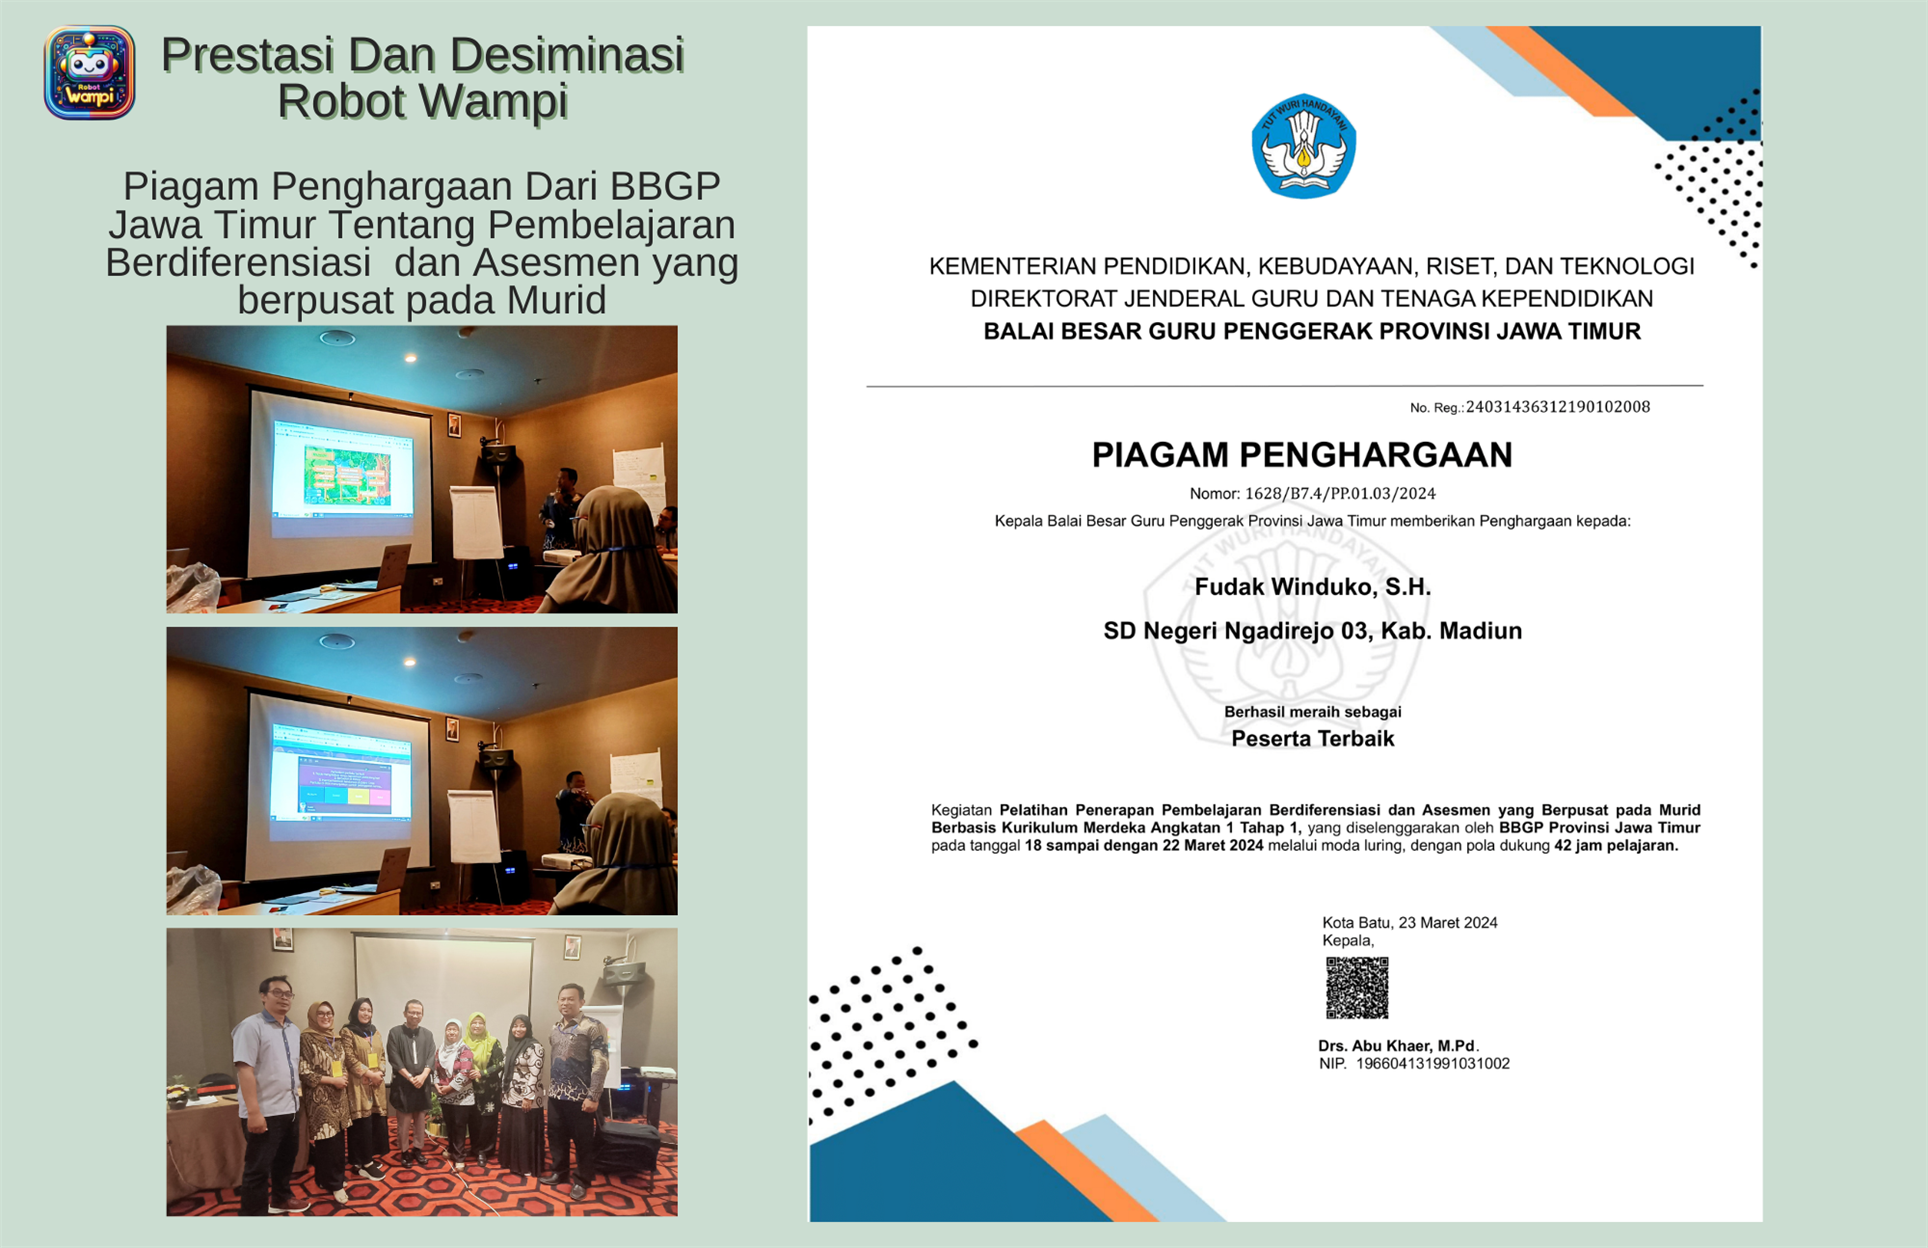 Robot
Wampi
Prestasi Dan Desiminasi
Robot Wampi
Piagam Penghargaan Dari BBGP
Jawa Timur Tentang Pembelajaran
Berdiferensiasi  dan Asesmen yang
berpusat pada Murid
TUT WURI HANDAYANI
KEMENTERIAN PENDIDIKAN, KEBUDAYAAN, RISET, DAN TEKNOLOGI
DIREKTORAT JENDERAL GURU DAN TENAGA KEPENDIDIKAN
BALAI BESAR GURU PENGGERAK PROVINSI JAWA TIMUR
No. Reg.:24031436312190102008
PIAGAM PENGHARGAAN
Nomor: 1628/B7.4/PP.01.03/2024
Kepala Balai Besar Guru Penggerak Provinsi Jawa Timur memberikan Penghargaan kepada:
TUT WURI HANDAYANI
Fudak Winduko, S.H.
SD Negeri Ngadirejo 03, Kab. Madiun
Berhasil meraih sebagai
Peserta Terbaik
Kegiatan Pelatihan Penerapan Pembelajaran Berdiferensiasi dan Asesmen yang Berpusat pada Murid
Berbasis Kurikulum Merdeka Angkatan 1 Tahap 1, yang diselenggarakan oleh BBGP Provinsi Jawa Timur
pada tanggal 18 sampai dengan 22 Maret 2024 melalui moda luring, dengan pola dukung 42 jam pelajaran.
Kota Batu, 23 Maret 2024
Kepala,
Drs. Abu Khaer, M.Pd.
NIP.  196604131991031002